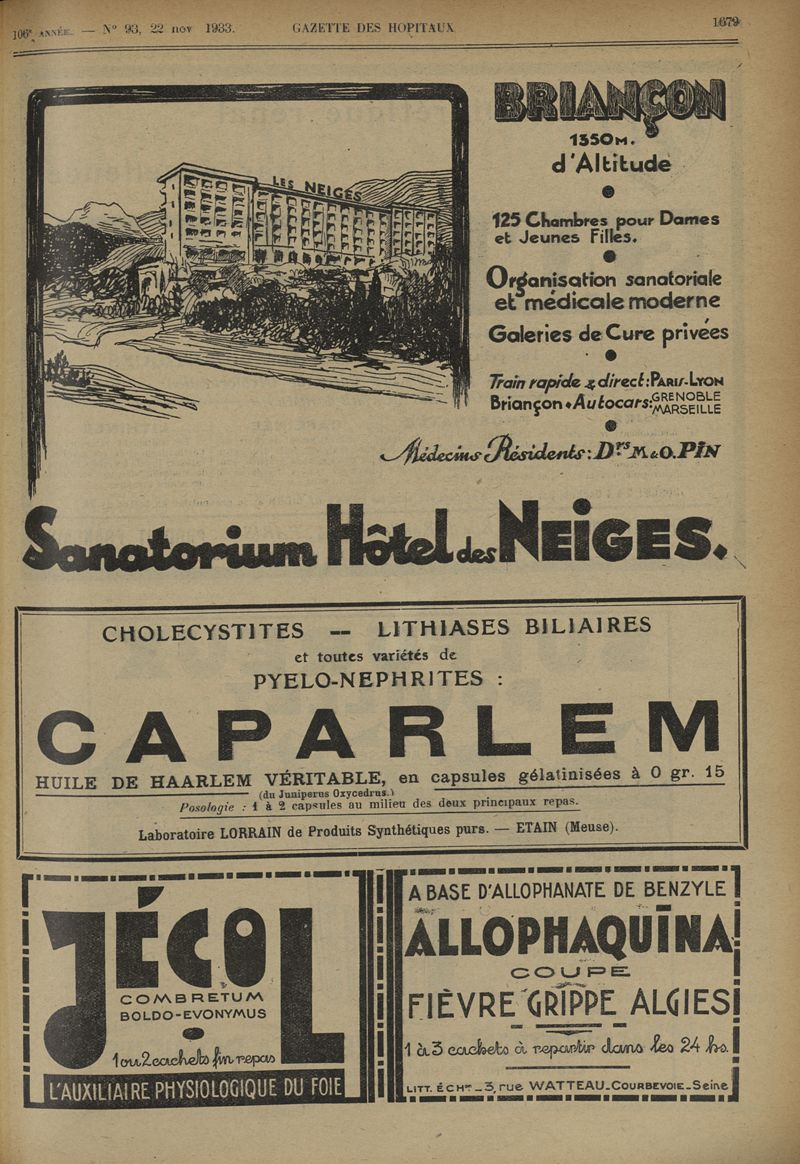 106e ANNÉE. — N° 93, 22 nov 1933.
GAZETTE DES HOPITAUX
1679
LES NEIGES
BRIANÇON
1350M.
d'Altitude
125 Chambres pour Dames
et Jeunes Filles.
Organisation sanatoriale
et médicale moderne
Galeries de Cure privées
Train rapide & direct: PARIS-LYON
Briançon • Autocars: GRENOBLE
MARSEILLE
Médecins Résidents: Drs M. & O. PIN
Sanatorium Hôtel des NEIGES.
CHOLECYSTITES — LITHIASES BILIAIRES
et toutes variétés de
PYELO-NEPHRITES :
CAPARLEM
HUILE DE HAARLEM VÉRITABLE, en capsules gélatinisées à 0 gr. 15
(du Juniperus Oxycedrus.)
Posologie : 1 à 2 capsules au milieu des deux principaux repas.
Laboratoire LORRAIN de Produits Synthétiques purs. — ETAIN (Meuse).
JÉCOL
COMBRETUM
BOLDO-EVONYMUS
1 ou 2 cachets fin repas
L'AUXILIAIRE PHYSIOLOGIQUE DU FOIE
A BASE D'ALLOPHANATE DE BENZYLE
ALLOPHAQUINA
COUPE
FIÈVRE GRIPPE ALGIES
1 à 3 cachets à repartir dans les 24 hs.
LITT. ÉCHon - 3, rue WATTEAU - COURBEVOIE - Seine